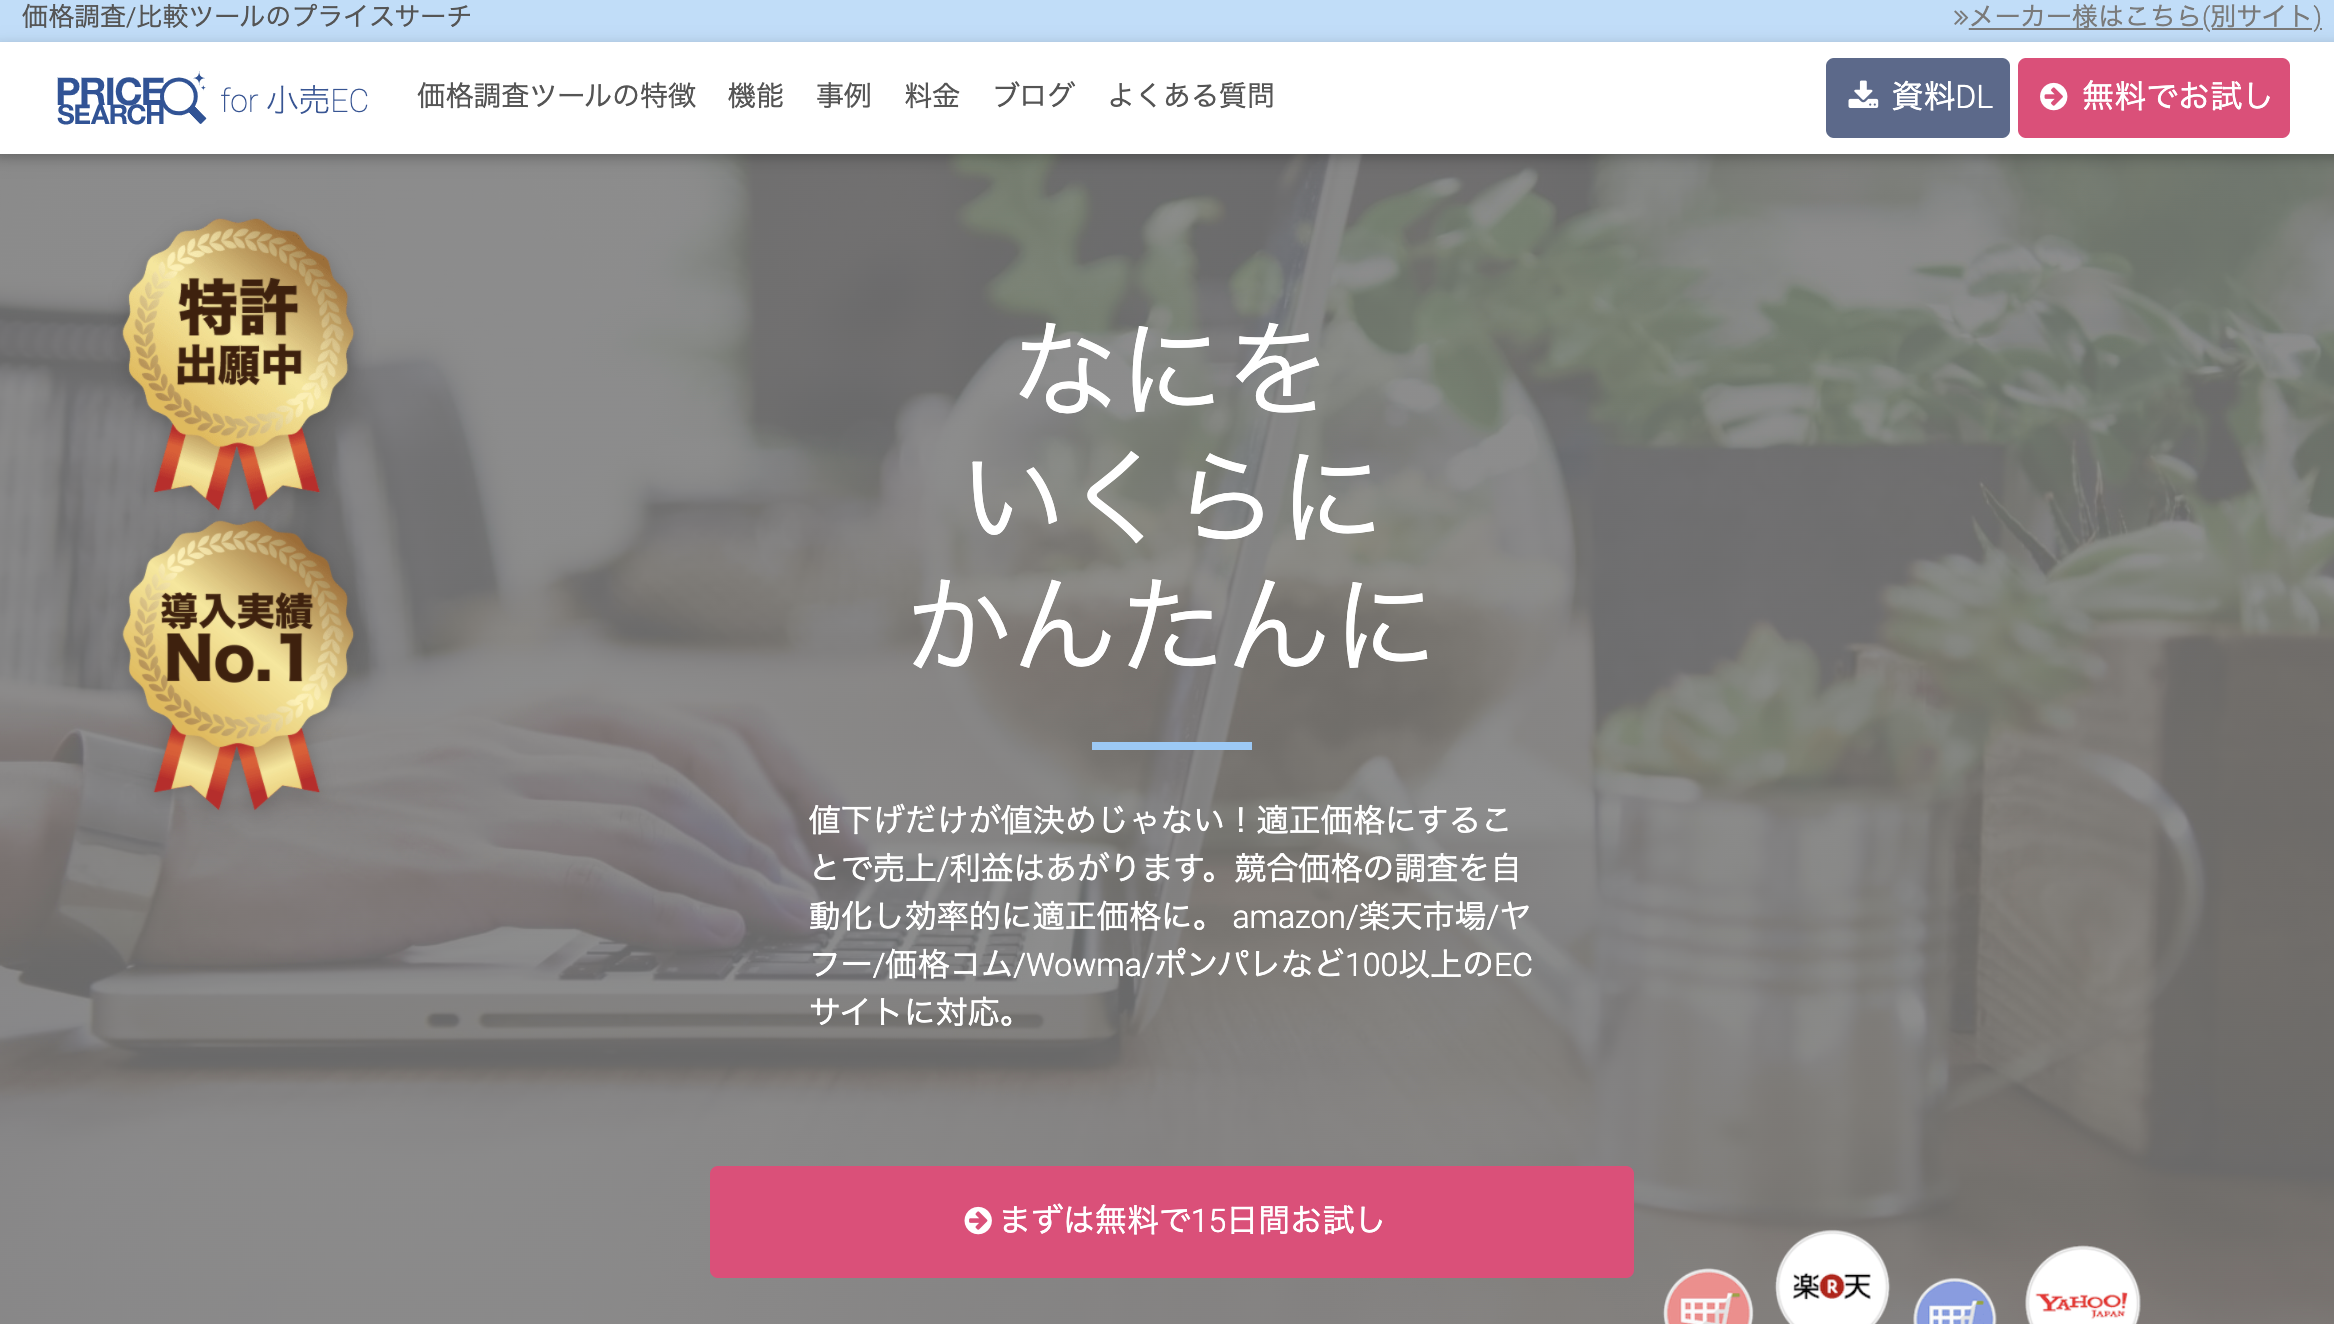 価格調査/比較ツールのプライスサーチ
»メーカー様はこちら(別サイト)
PRICE
SEARCH
for 小売EC
価格調査ツールの特徴 機能 事例 料金 ブログ よくある質問
資料DL
無料でお試し
特許
出願中
導入実績
No.1
なにを
いくらに
かんたんに
値下げだけが値決めじゃない！適正価格にするこ
とで売上/利益はあがります。競合価格の調査を自
動化し効率的に適正価格に。 amazon/楽天市場/ヤ
フー/価格コム/Wowma/ポンパレなど100以上のEC
サイトに対応。
まずは無料で15日間お試し
楽R天
YAHOO!
JAPAN